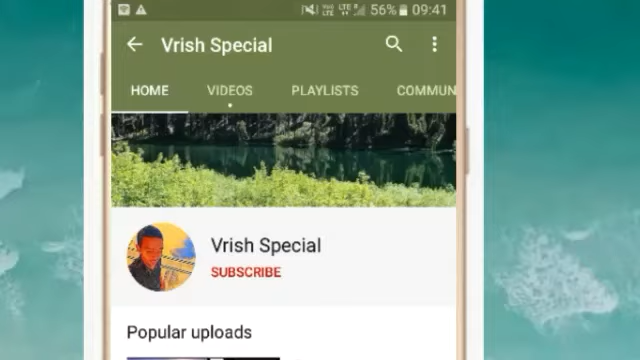 56% 09:41
Vrish Special
HOME VIDEOS PLAYLISTS COMMUN
Vrish Special
SUBSCRIBE
Popular uploads